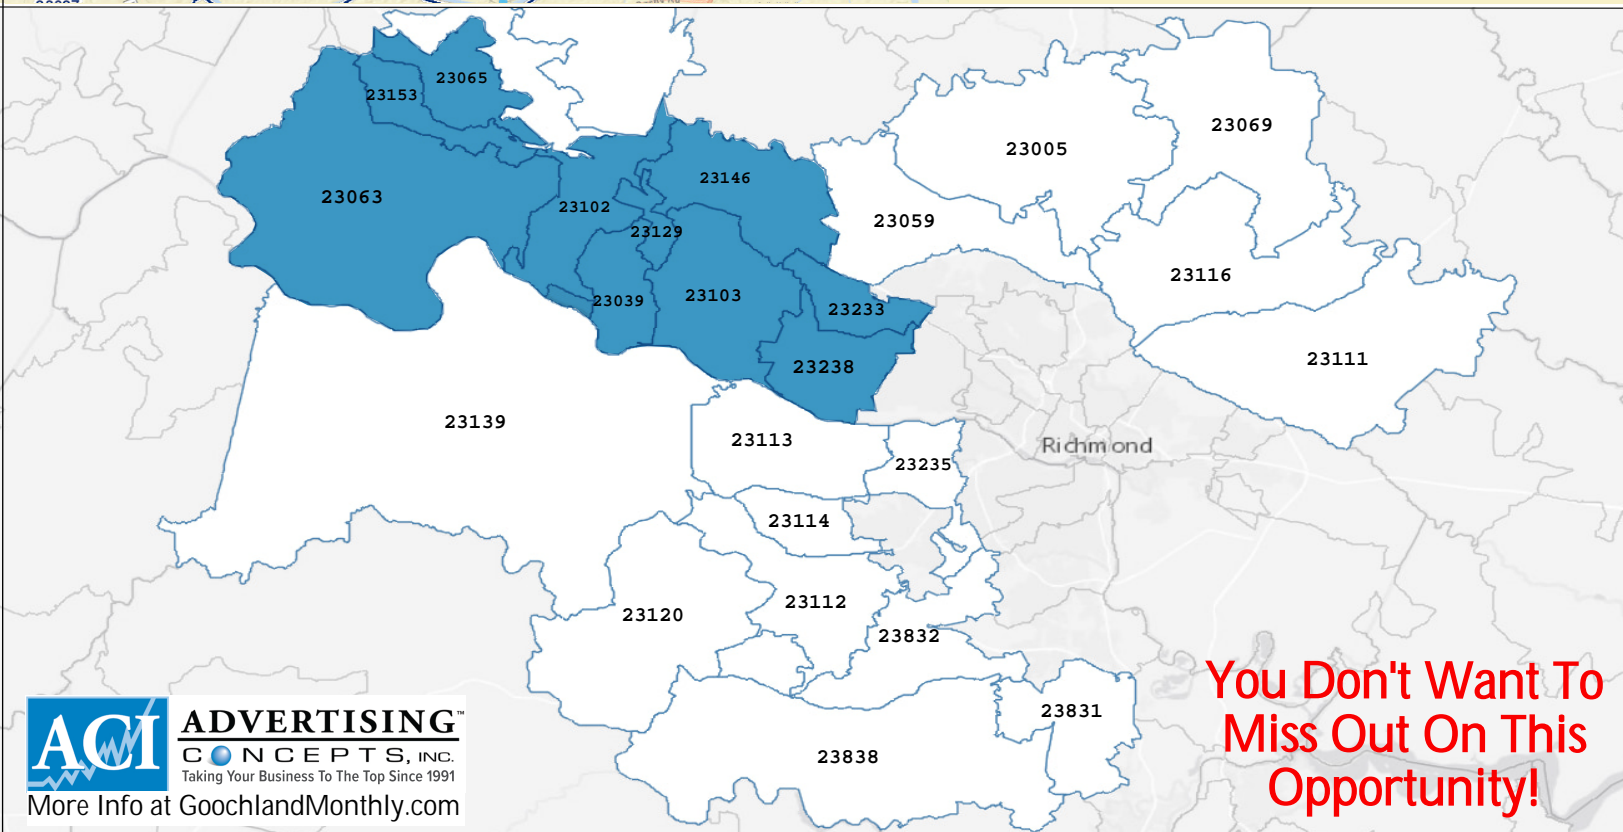 23065
23153
23069
23005
23146
23063
23102
23059
23129
23116
23103
23039
23233
23111
23238
23139
23113
Richmond
23235
23114
23112
23120
23832
23831
23838
You Don't Want To
Miss Out On This
Opportunity!
ACI
ADVERTISING™
CONCEPTS, INC.
Taking Your Business To The Top Since 1991
More Info at GoochlandMonthly.com